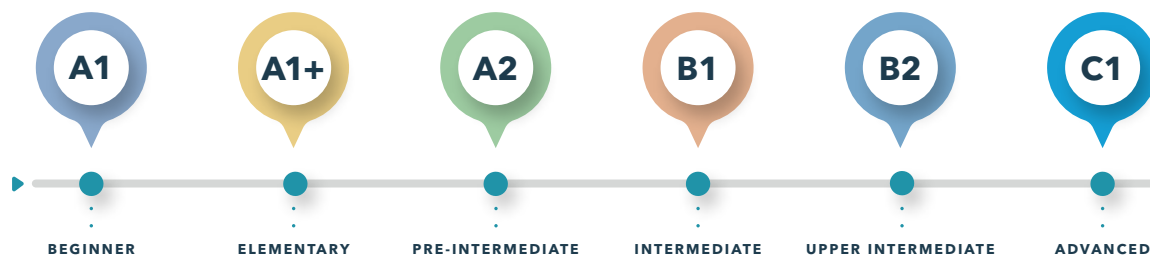 A1 A1+ A2 B1 B2 C1
BEGINNER ELEMENTARY PRE-INTERMEDIATE INTERMEDIATE UPPER INTERMEDIATE ADVANCED